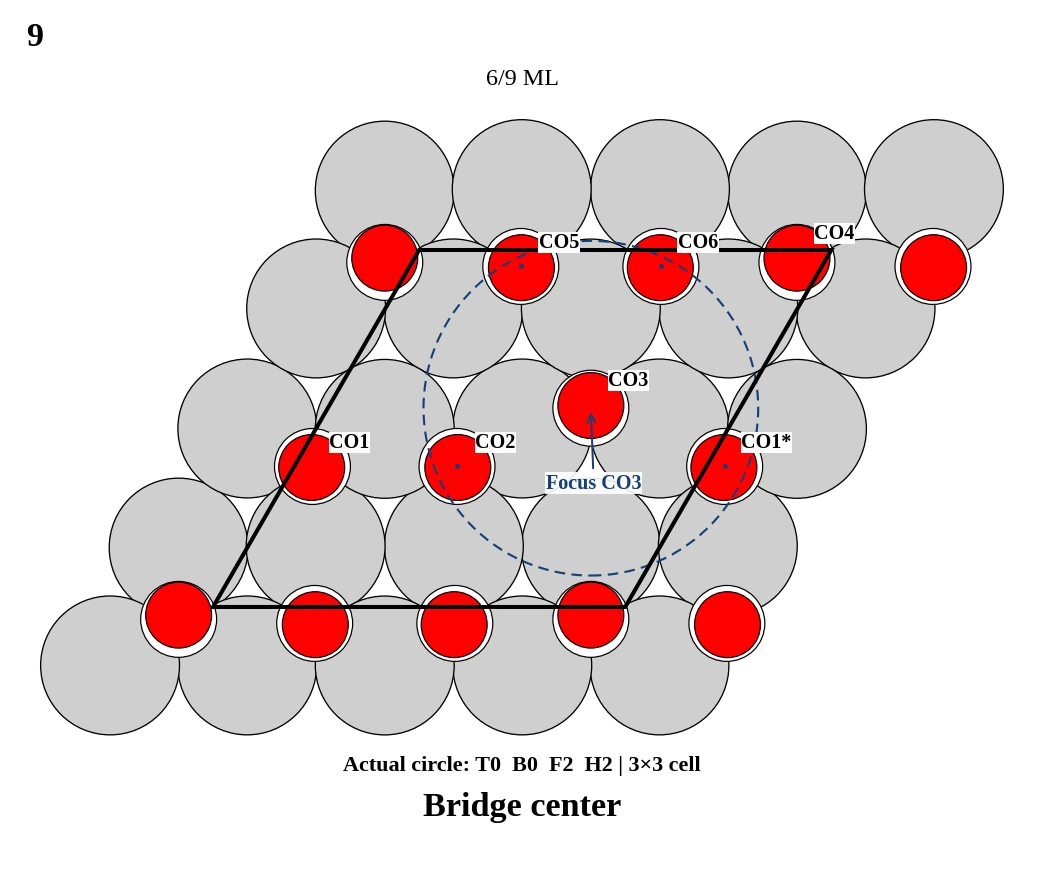 9
6/9 ML
CO4
CO5 CO6
CO3
CO1 CO2 CO1*
Focus CO3
Actual circle: T0 B0 F2 H2 | 3×3 cell
Bridge center